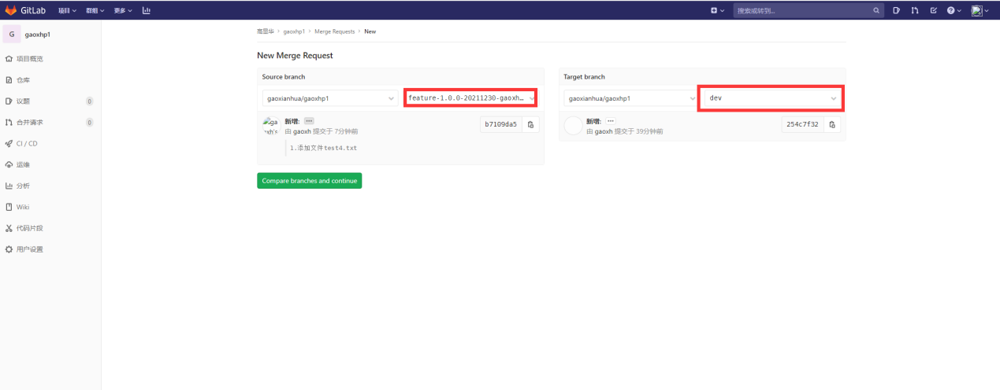 GitLab 项目 群组 更多 搜索或转到...
G gaoxhp1
项目概览
仓库
议题 0
合并请求 0
CI / CD
运维
分析
Wiki
代码片段
用户设置
gaoxhp1 > Merge Requests > New
New Merge Request
Source branch
gaoxianhua/gaoxhp1 feature-1.0.0-20211230-gaoxh…
新增: ···
由 gaoxh 提交于 7分钟前
b7109da5
1.添加文件test4.txt
Target branch
gaoxianhua/gaoxhp1 dev
新增: ···
由 gaoxh 提交于 39分钟前
254c7f32
Compare branches and continue